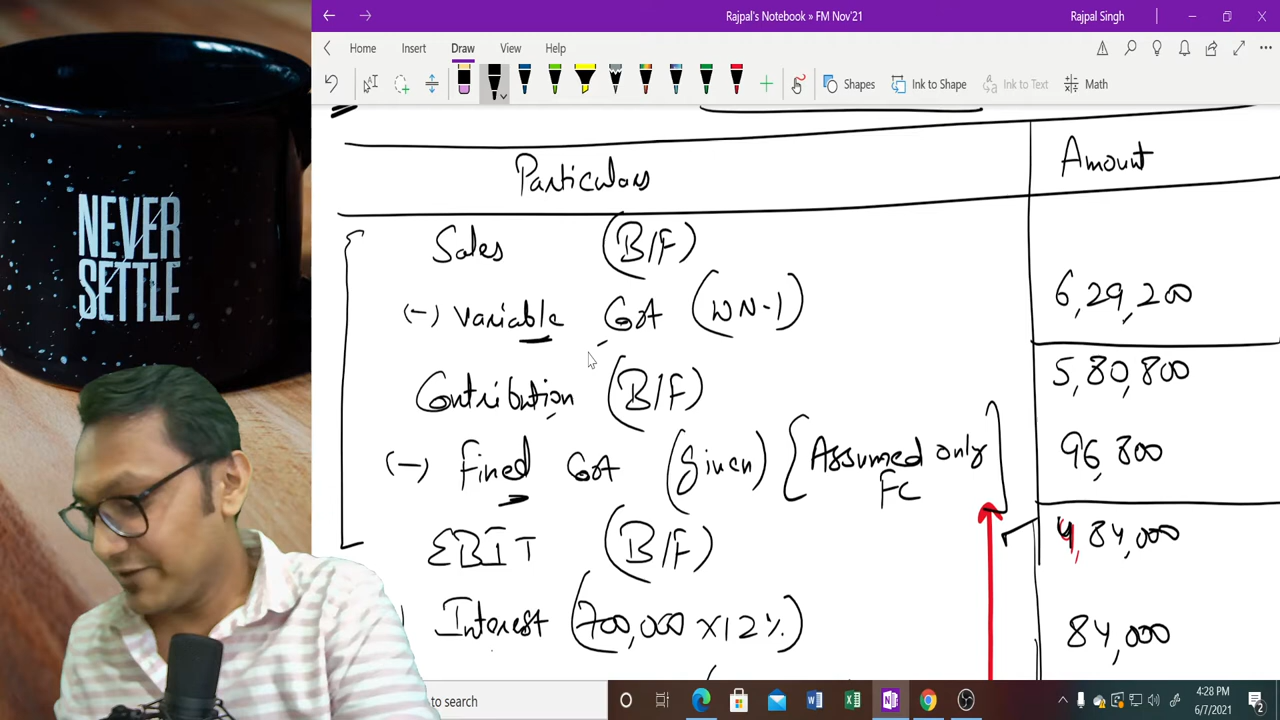 Rajpal's Notebook » FM Nov'21
Rajpal Singh
Home Insert Draw View Help
Shapes Ink to Shape Ink to Text Math
Particulars Amount
Sales (B/F)
(-) Variable Cost (WN-1) 6,29,200
Contribution (B/F) 5,80,800
(-) Fixed Cost (Given) {Assumed only FC} 96,800
EBIT (B/F) 4,84,000
Interest (700,000 x 12%) 84,000
NEVER
SETTLE
to search
4:28 PM
6/7/2021
2